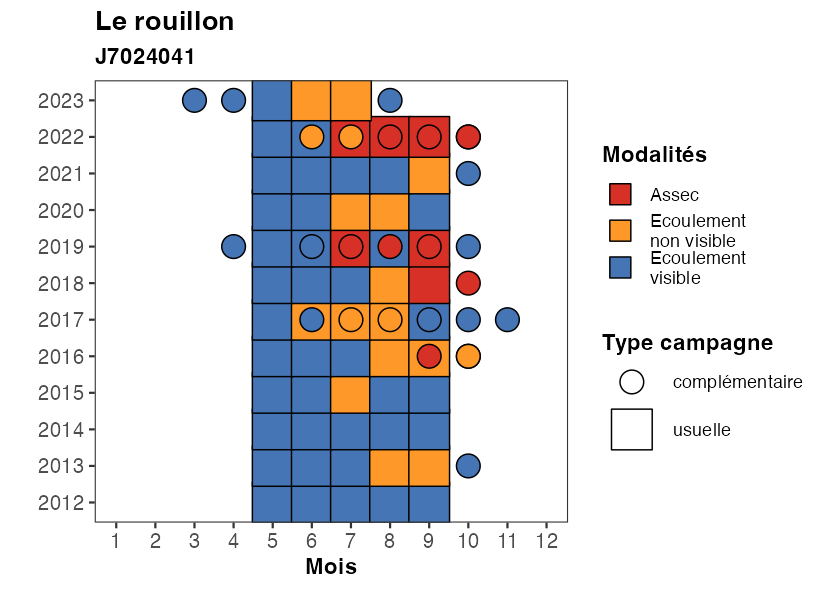 Le rouillon
J7024041
2023
2022
2021
2020
2019
2018
2017
2016
2015
2014
2013
2012
1 2 3 4 5 6 7 8 9 10 11 12
Mois
Modalités
Assec
Ecoulement
non visible
Ecoulement
visible
Type campagne
complémentaire
usuelle